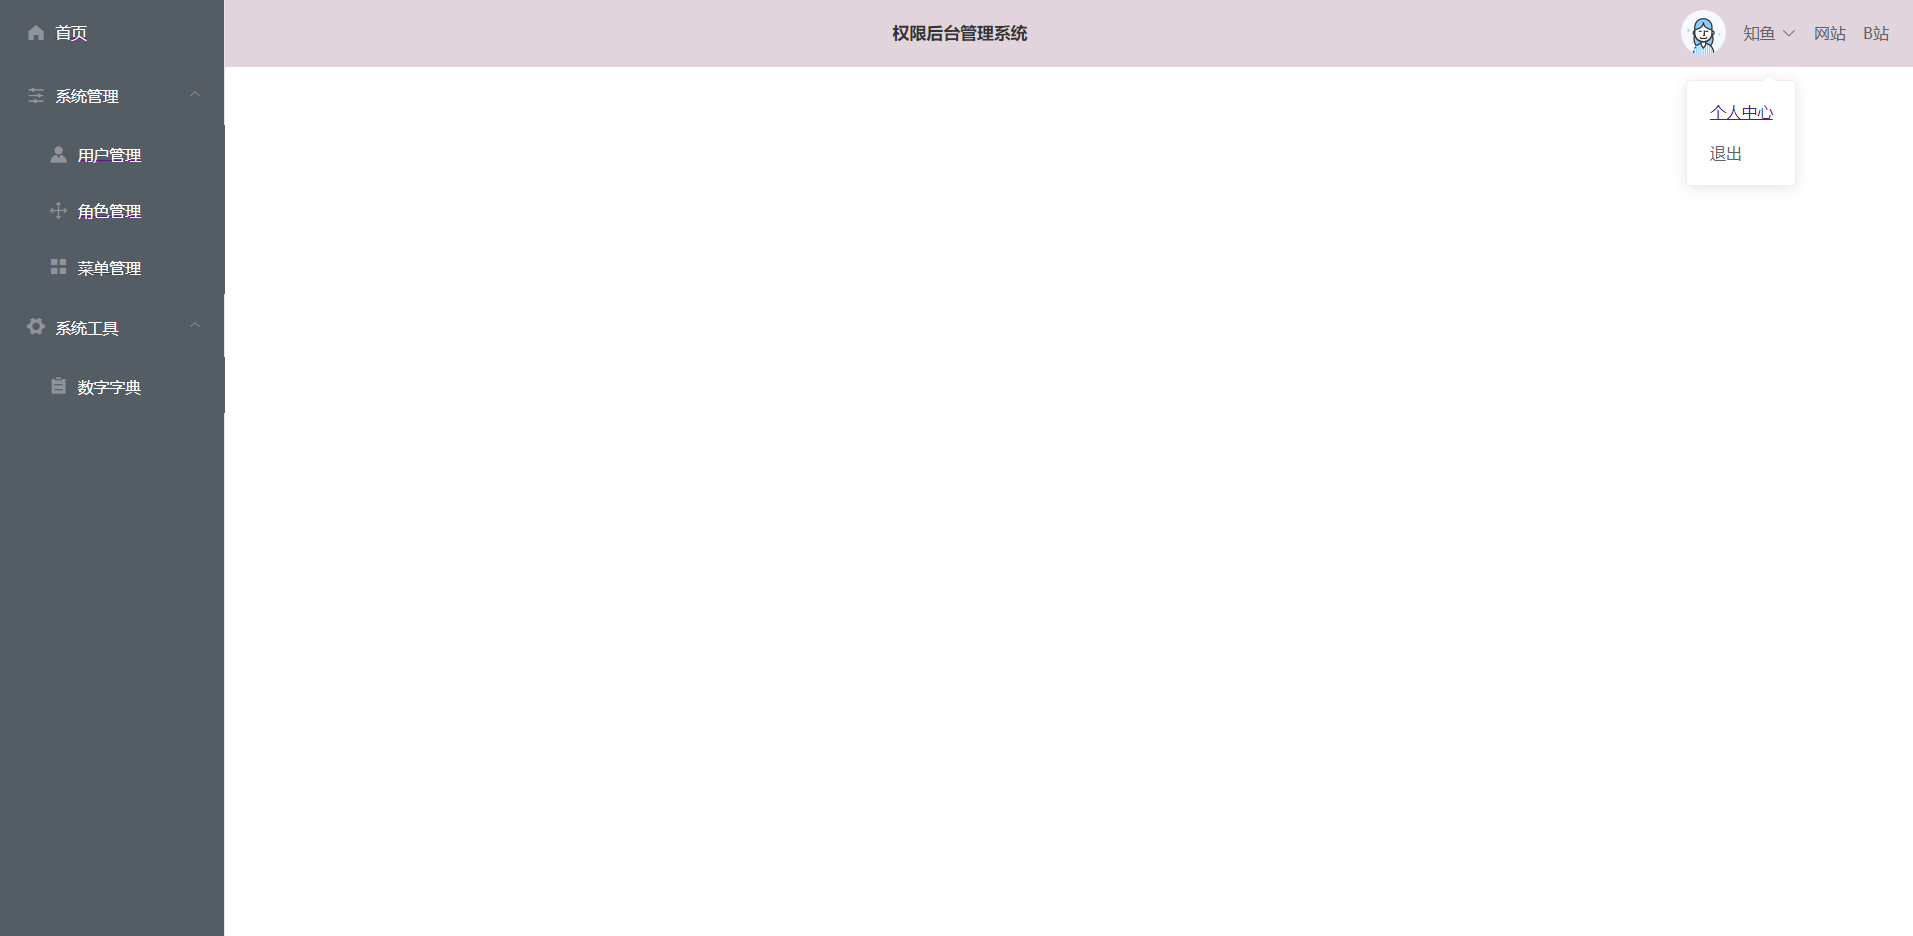 首页
系统管理
用户管理
角色管理
菜单管理
系统工具
数字字典
权限后台管理系统
知鱼 网站 B站
个人中心
退出